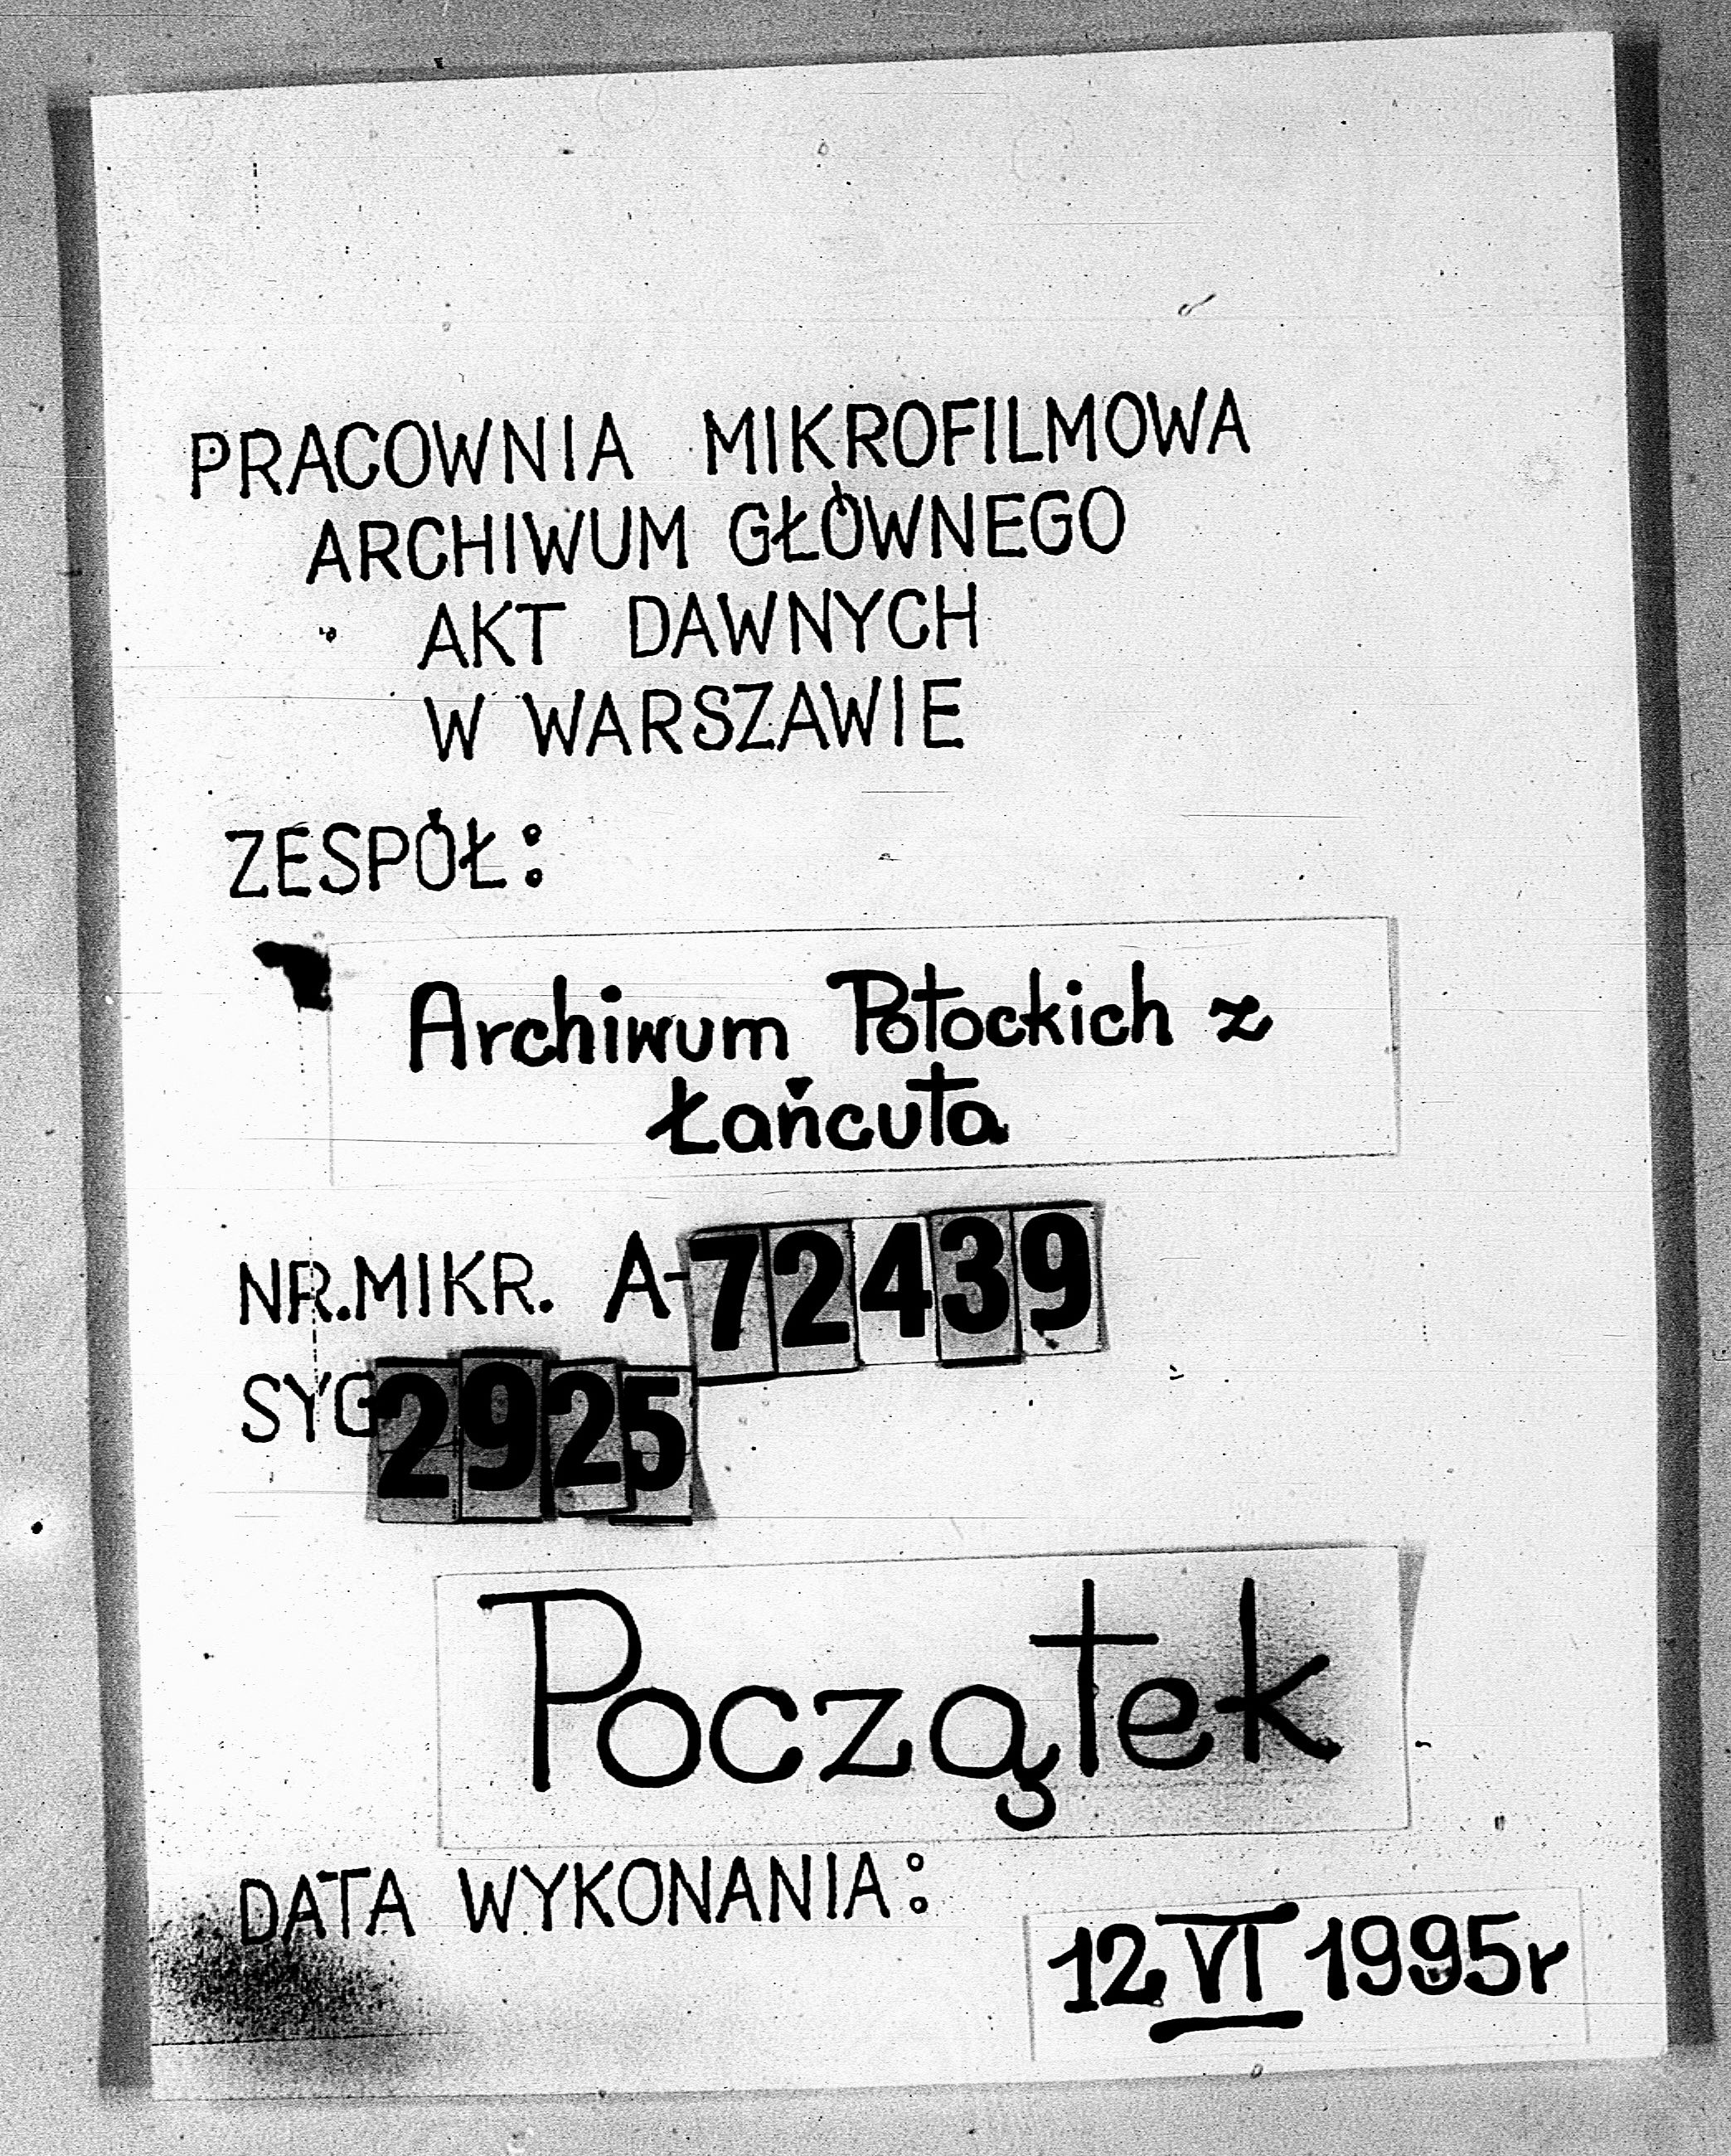 PRACOWNIA MIKROFILMOWA
ARCHIWUM GŁÓWNEGO
AKT DAWNYCH
W WARSZAWIE
ZESPÓŁ:
Archiwum Potockich z
Łańcuta
NR.MIKR. A-72439
SYG 2925
Początek
DATA WYKONANIA:
12 VI 1995r